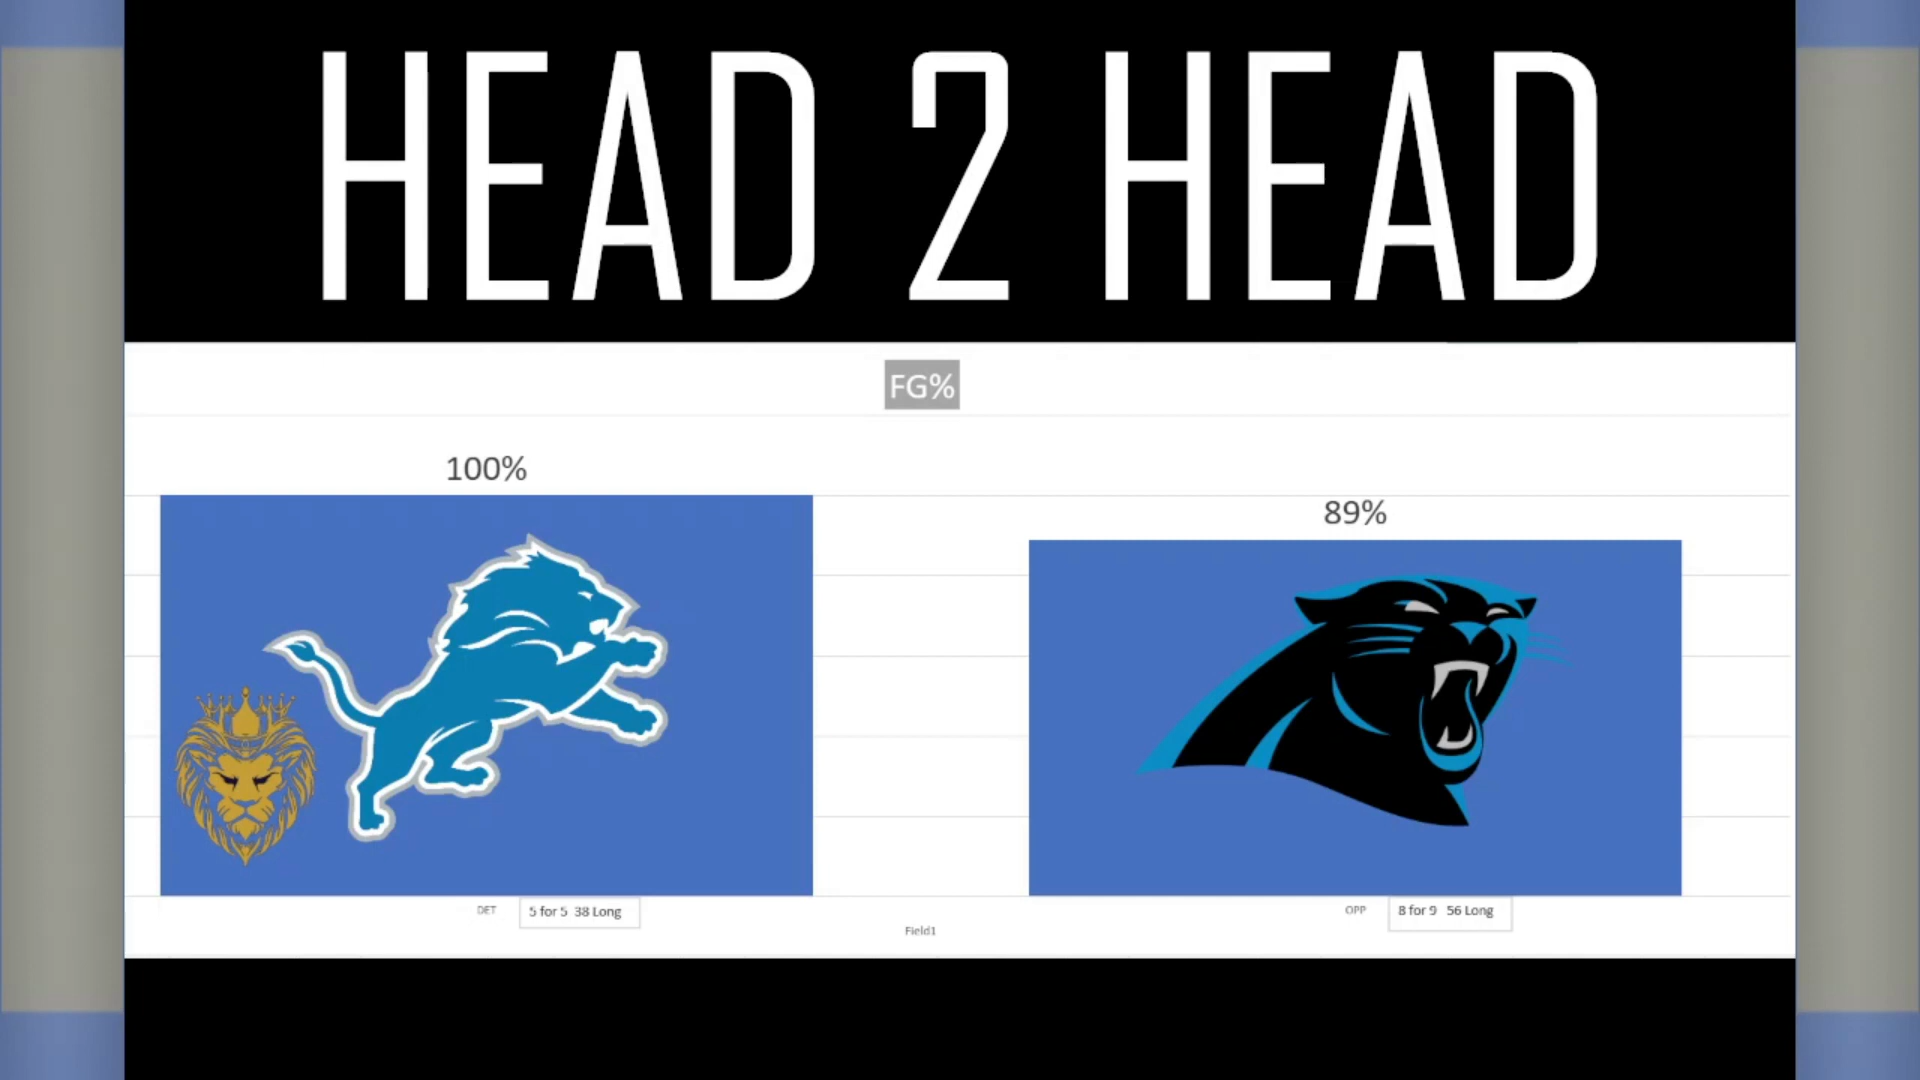 HEAD 2 HEAD
FG%
100%
89%
DET
5 for 5 38 Long
OPP
8 for 9 56 Long
Field1